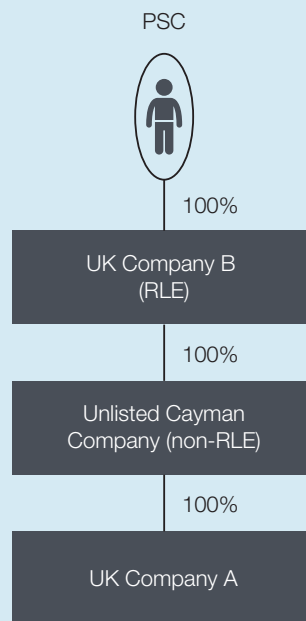 PSC
100%
UK Company B
(RLE)
100%
Unlisted Cayman
Company (non-RLE)
100%
UK Company A